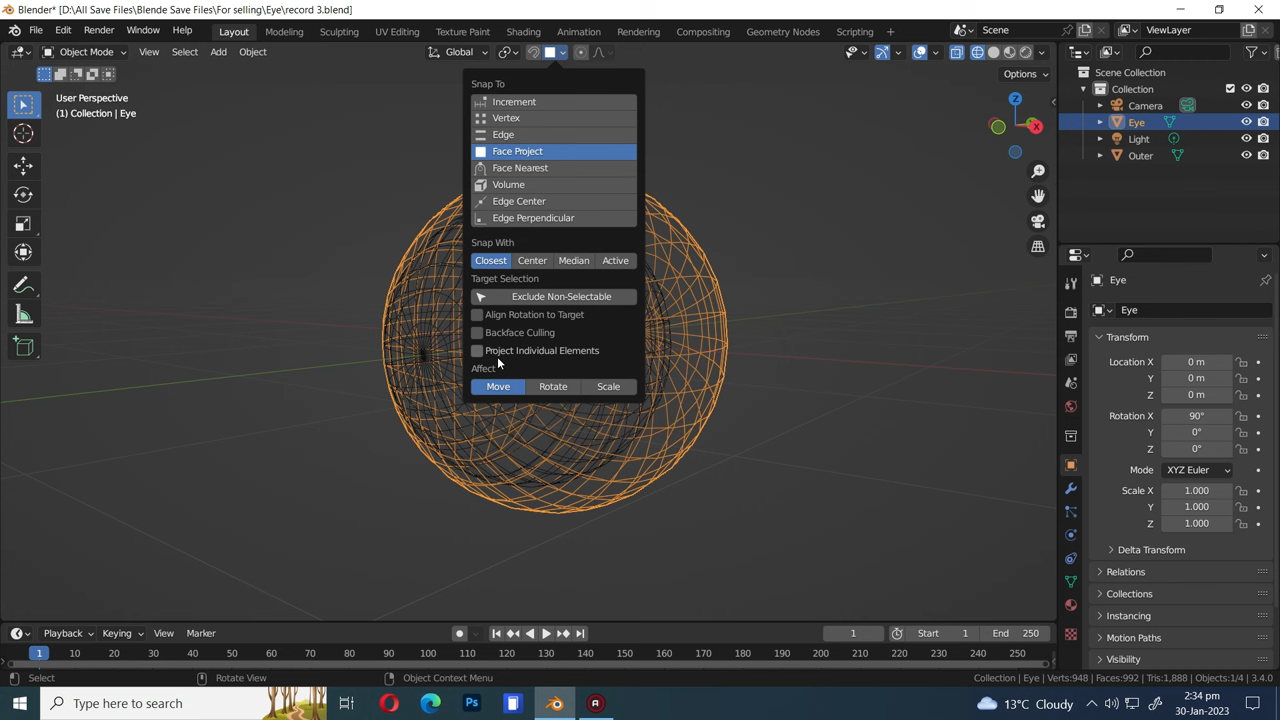 Blender* [D:\All Save Files\Blende Save Files\For selling\Eye\record 3.blend]
File Edit Render Window Help Layout Modeling Sculpting UV Editing Texture Paint Shading Animation Rendering Compositing Geometry Nodes Scripting Scene ViewLayer
Object Mode View Select Add Object Global
Options
User Perspective
(1) Collection | Eye
Snap To
Increment
Vertex
Edge
Face Project
Face Nearest
Volume
Edge Center
Edge Perpendicular
Snap With
Closest Center Median Active
Target Selection
Exclude Non-Selectable
Align Rotation to Target
Backface Culling
Project Individual Elements
Affect
Move Rotate Scale
Z
X
Scene Collection
Collection
Camera
Eye
Light
Outer
Eye
Eye
Transform
Location X 0 m
Y 0 m
Z 0 m
Rotation X 90°
Y 0°
Z 0°
Mode XYZ Euler
Scale X 1.000
Y 1.000
Z 1.000
Delta Transform
Relations
Collections
Instancing
Motion Paths
Visibility
Playback Keying View Marker 1 Start 1 End 250
1 10 20 30 40 50 60 70 80 90 100 110 120 130 140 150 160 170 180 190 200 210 220 230 240 250
Select Rotate View Object Context Menu Collection | Eye | Verts:948 | Faces:992 | Tris:1,888 | Objects:1/4 | 3.4.0
Type here to search
Ps
13°C Cloudy
2:34 pm
30-Jan-2023